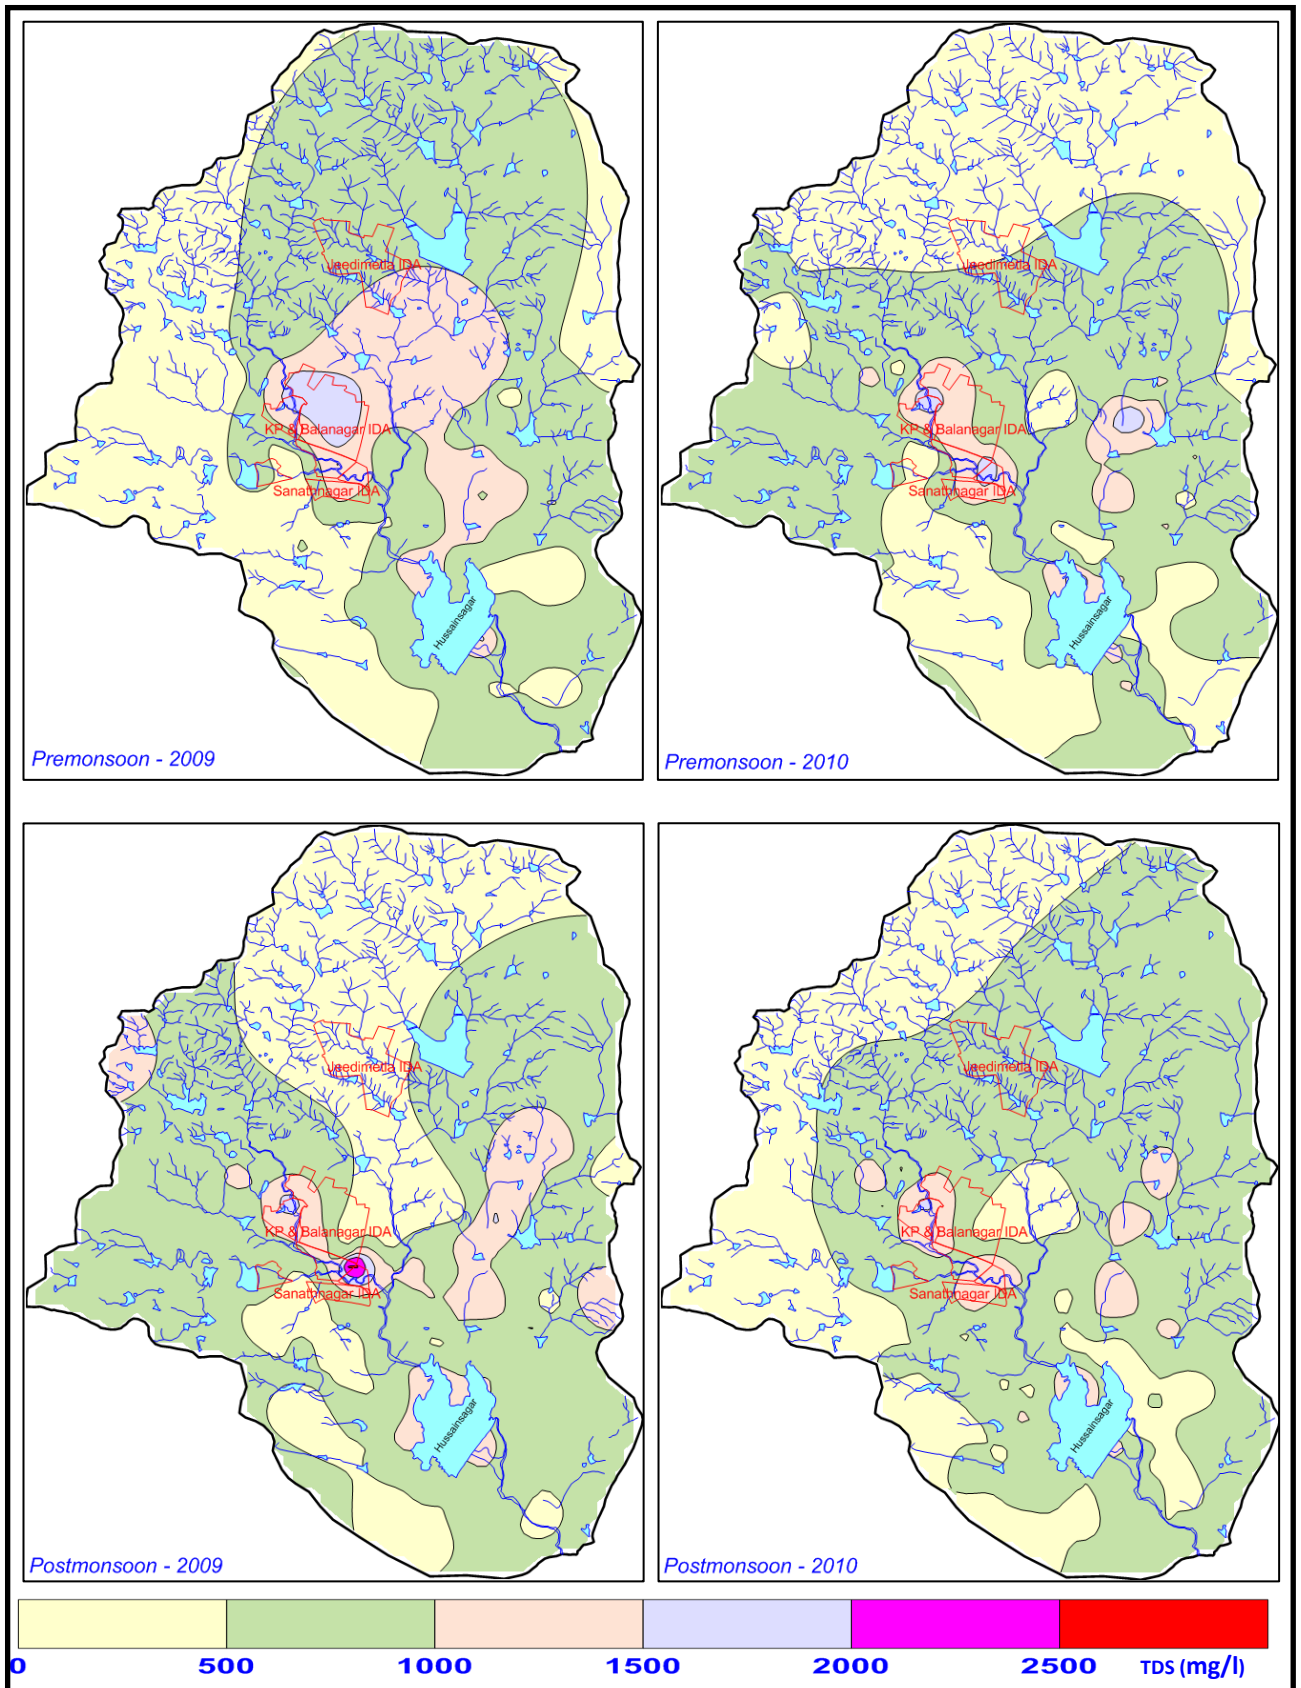 Jeedimetla IDA
KP & Balanagar IDA
Sanathnagar IDA
Hussainsagar
Premonsoon - 2009
Jeedimetla IDA
KP & Balanagar IDA
Sanathnagar IDA
Hussainsagar
Premonsoon - 2010
Jeedimetla IDA
KP & Balanagar IDA
Sanathnagar IDA
Hussainsagar
Postmonsoon - 2009
Jeedimetla IDA
KP & Balanagar IDA
Sanathnagar IDA
Hussainsagar
Postmonsoon - 2010
0 500 1000 1500 2000 2500 TDS (mg/l)